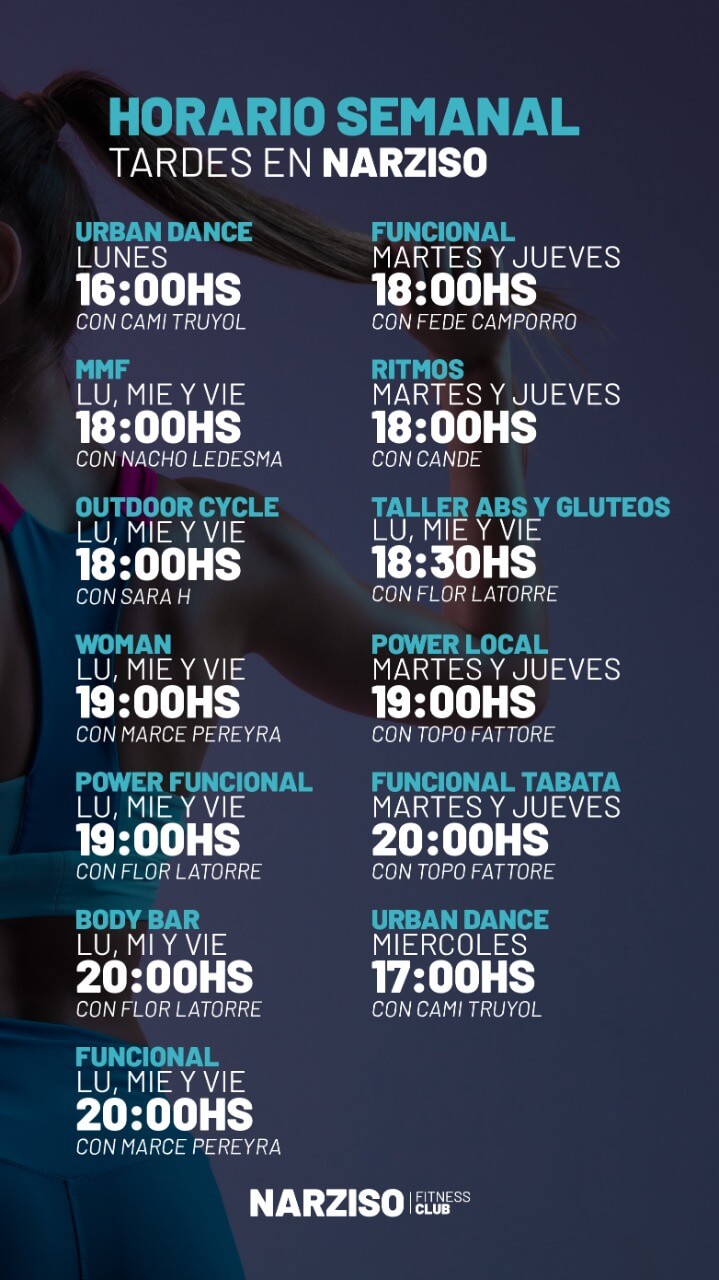 HORARIO SEMANAL
TARDES EN NARZISO
URBAN DANCE
LUNES
16:00HS
CON CAMI TRUYOL
MMF
LU, MIE Y VIE
18:00HS
CON NACHO LEDESMA
OUTDOOR CYCLE
LU, MIE Y VIE
18:00HS
CON SARA H
WOMAN
LU, MIE Y VIE
19:00HS
CON MARCE PEREYRA
POWER FUNCIONAL
LU, MIE Y VIE
19:00HS
CON FLOR LATORRE
BODY BAR
LU, MI Y VIE
20:00HS
CON FLOR LATORRE
FUNCIONAL
LU, MIE Y VIE
20:00HS
CON MARCE PEREYRA
FUNCIONAL
MARTES Y JUEVES
18:00HS
CON FEDE CAMPORRO
RITMOS
MARTES Y JUEVES
18:00HS
CON CANDE
TALLER ABS Y GLUTEOS
LU, MIE Y VIE
18:30HS
CON FLOR LATORRE
POWER LOCAL
MARTES Y JUEVES
19:00HS
CON TOPO FATTORE
FUNCIONAL TABATA
MARTES Y JUEVES
20:00HS
CON TOPO FATTORE
URBAN DANCE
MIERCOLES
17:00HS
CON CAMI TRUYOL
NARZISO
FITNESS
CLUB